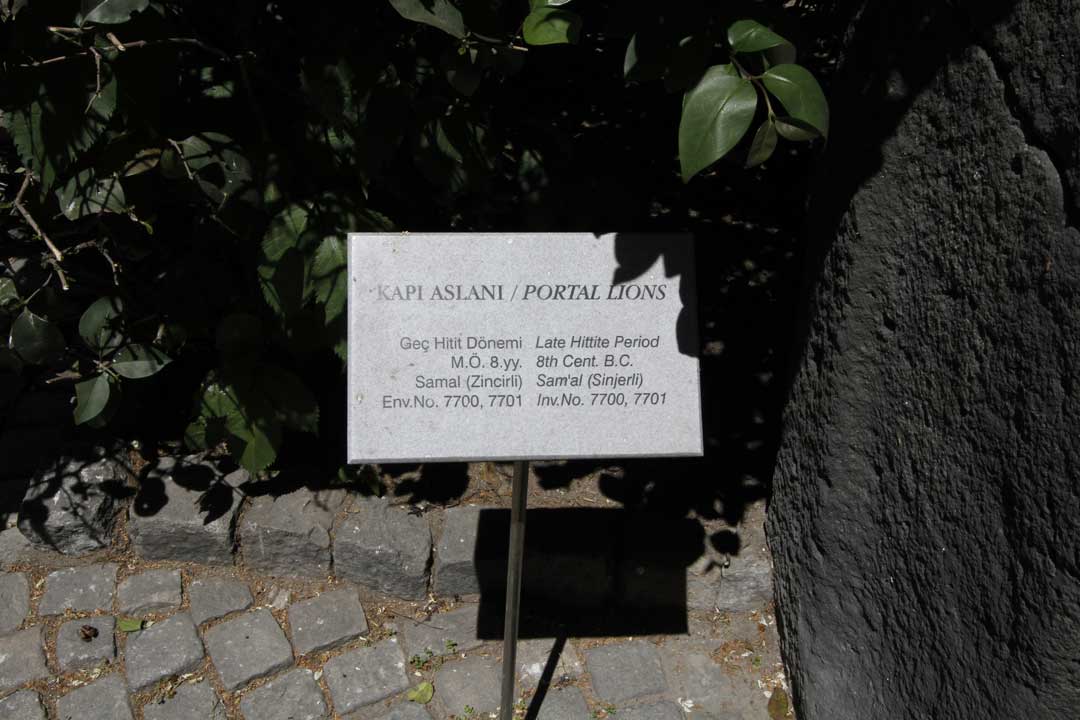 KAPI ASLANI / PORTAL LIONS
Geç Hitit Dönemi Late Hittite Period
M.Ö. 8.yy. 8th Cent. B.C.
Samal (Zincirli) Sam'al (Sinjerli)
Env.No. 7700, 7701 Inv.No. 7700, 7701